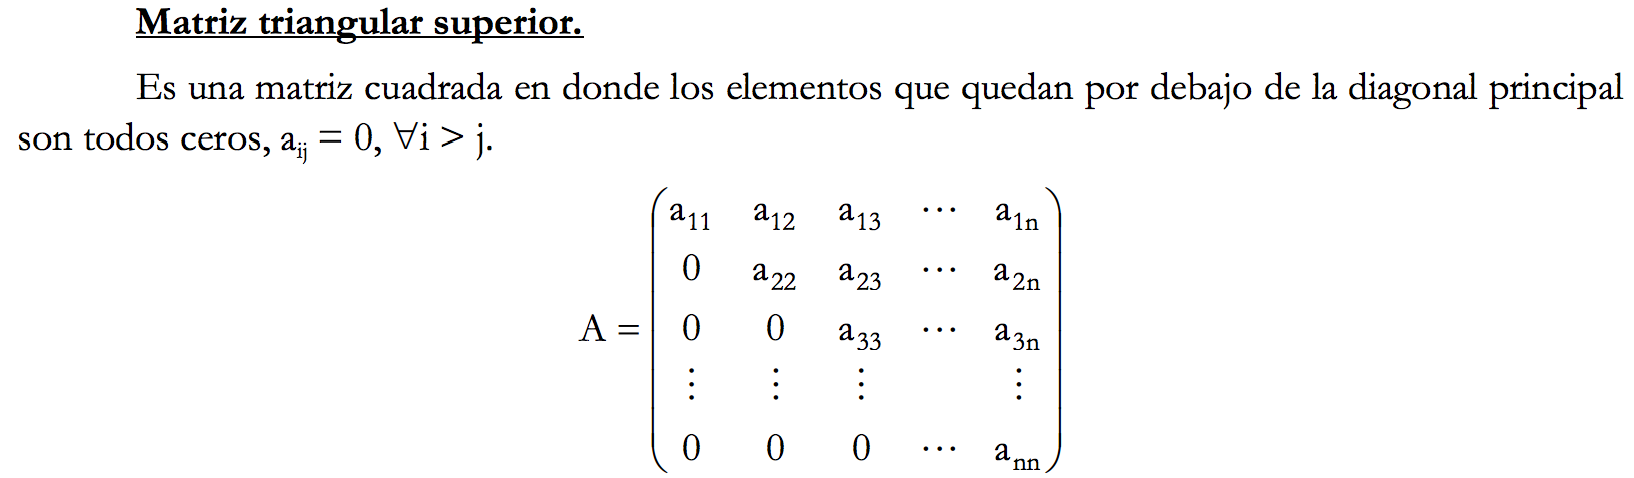 Matriz triangular superior.
Es una matriz cuadrada en donde los elementos que quedan por debajo de la diagonal principal
son todos ceros, aᵢⱼ = 0, ∀i > j.
a₁₁ a₁₂ a₁₃ ⋯ a₁ₙ
0 a₂₂ a₂₃ ⋯ a₂ₙ
A = 0 0 a₃₃ ⋯ a₃ₙ
⋮ ⋮ ⋮ ⋮
0 0 0 ⋯ aₙₙ